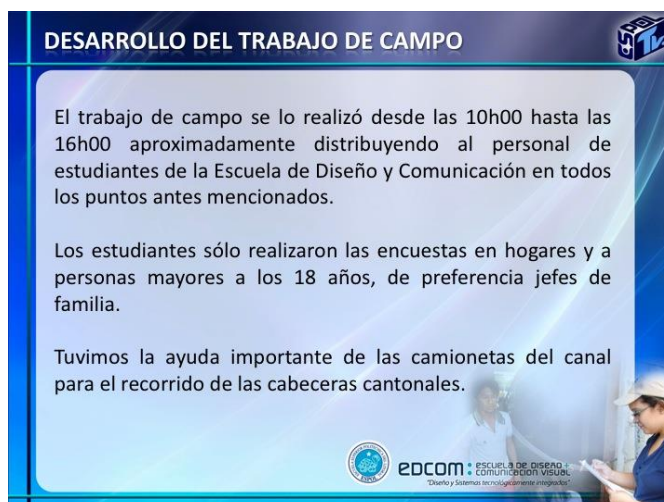 DESARROLLO DEL TRABAJO DE CAMPO
ESPOL
Tv
El trabajo de campo se lo realizó desde las 10h00 hasta las
16h00 aproximadamente distribuyendo al personal de
estudiantes de la Escuela de Diseño y Comunicación en todos
los puntos antes mencionados.
Los estudiantes sólo realizaron las encuestas en hogares y a
personas mayores a los 18 años, de preferencia jefes de
familia.
Tuvimos la ayuda importante de las camionetas del canal
para el recorrido de las cabeceras cantonales.
ESPOL
EDCOM : ESCUELA DE DISEÑO +
COMUNICACIÓN VISUAL
"Diseño y Sistemas tecnológicamente integrados"